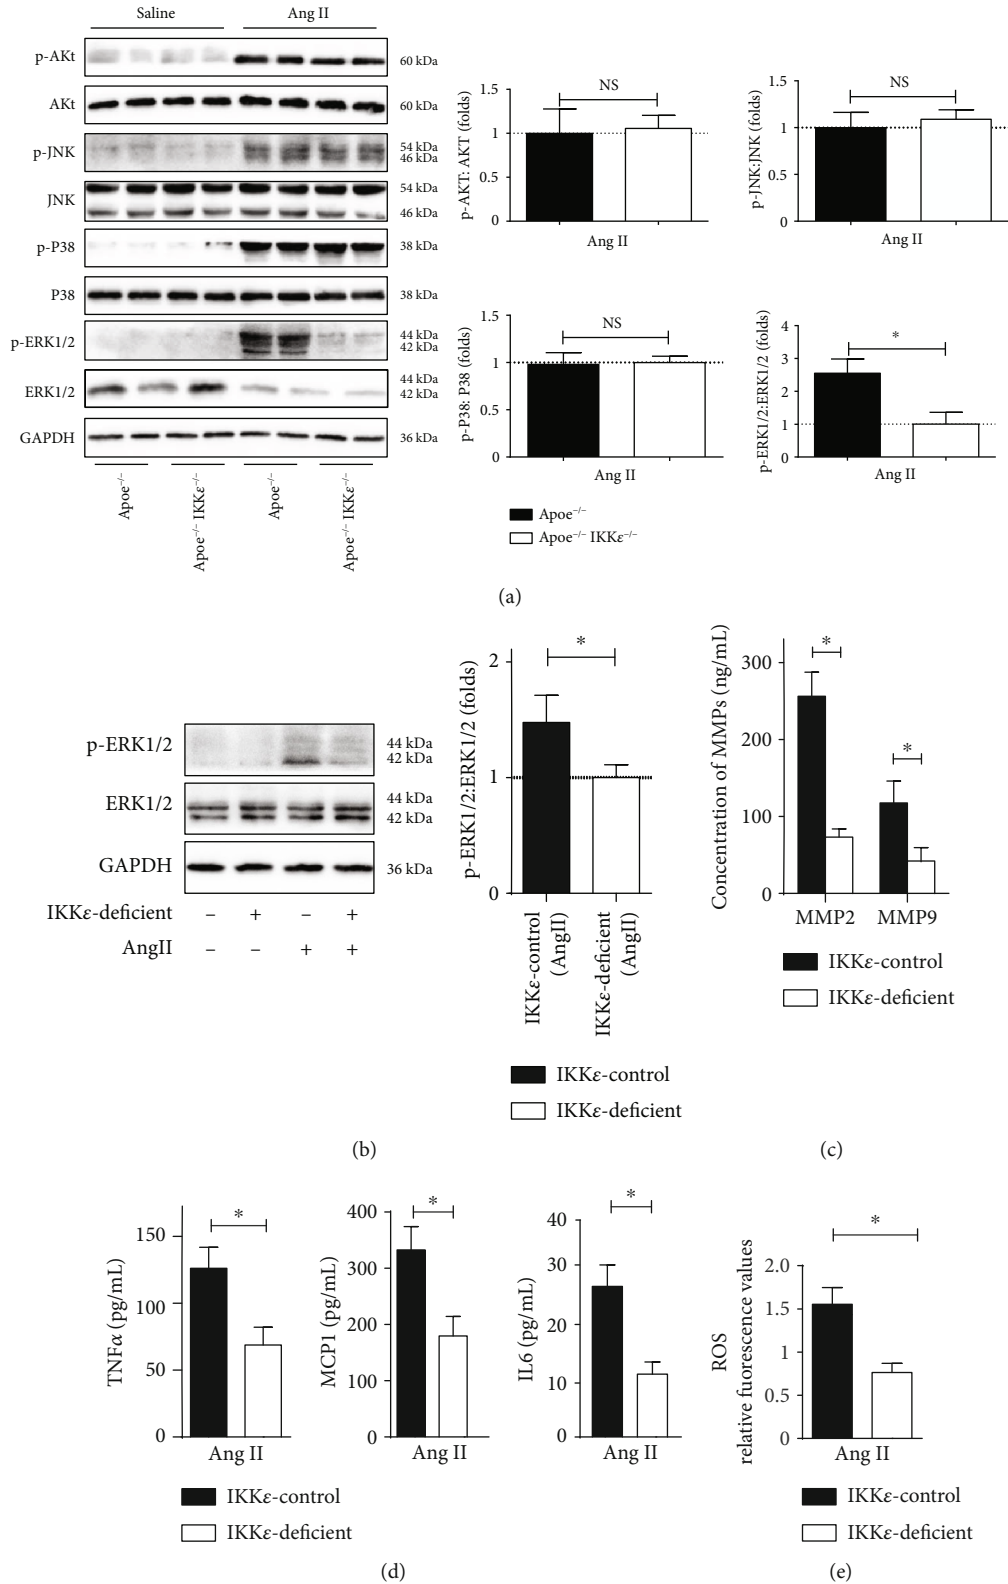 Saline Ang II
p-AKt 60 kDa
AKt 60 kDa
p-JNK 54 kDa
46 kDa
JNK 54 kDa
46 kDa
p-P38 38 kDa
P38 38 kDa
p-ERK1/2 44 kDa
42 kDa
ERK1/2 44 kDa
42 kDa
GAPDH 36 kDa
Apoe−/−
Apoe−/− IKKε−/−
Apoe−/−
Apoe−/− IKKε−/−
p-AKT: AKT (folds)
1.5
1
0.5
0
NS
Ang II
p-JNK:JNK (folds)
1.5
1
0.5
0
NS
Ang II
p-P38: P38 (folds)
1.5
1
0.5
0
NS
Ang II
p-ERK1/2:ERK1/2 (folds)
4
3
2
1
0
*
Ang II
Apoe−/−
Apoe−/− IKKε−/−
(a)
p-ERK1/2 44 kDa
42 kDa
ERK1/2 44 kDa
42 kDa
GAPDH 36 kDa
IKKε-deficient − + − +
AngII − − + +
p-ERK1/2:ERK1/2 (folds)
2
1
0
*
IKKε-control
(AngII)
IKKε-deficient
(AngII)
IKKε-control
IKKε-deficient
(b)
Concentration of MMPs (ng/mL)
300
200
100
0
*
*
MMP2 MMP9
IKKε-control
IKKε-deficient
(c)
TNFα (pg/mL)
150
100
50
0
*
Ang II
MCP1 (pg/mL)
400
300
200
100
0
*
Ang II
IL6 (pg/mL)
40
30
20
10
0
*
Ang II
IKKε-control
IKKε-deficient
(d)
ROS
relative fluorescence values
2.0
1.5
1
0.5
0
*
Ang II
IKKε-control
IKKε-deficient
(e)